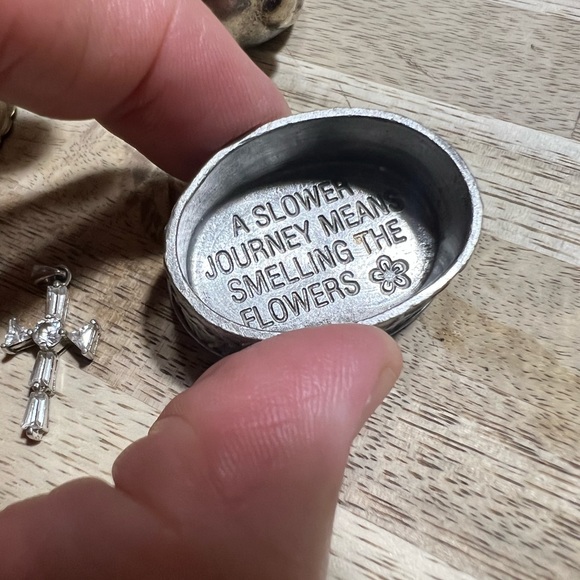 A SLOWER
JOURNEY MEANS
SMELLING THE
FLOWERS